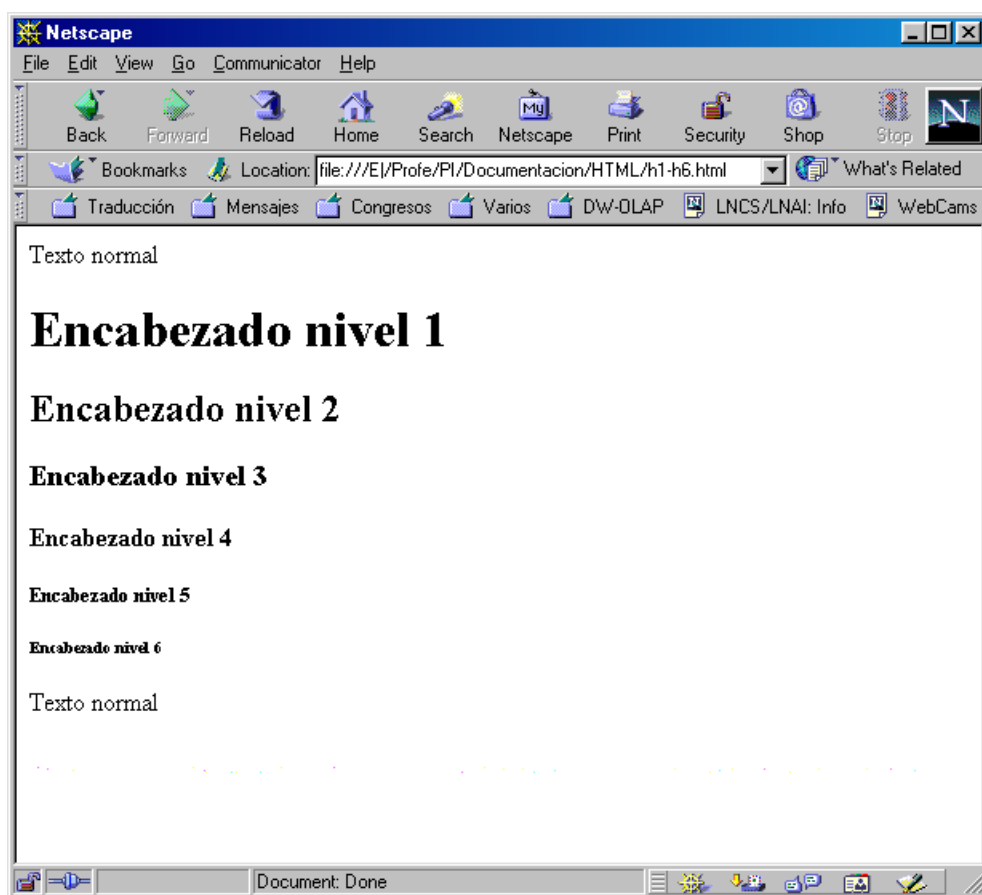 Netscape
File Edit View Go Communicator Help
Back Forward Reload Home Search Netscape Print Security Shop Stop
My
N
Bookmarks Location: file:///E|/Profe/PI/Documentacion/HTML/h1-h6.html What's Related
Traducción Mensajes Congresos Varios DW-OLAP LNCS/LNAI: Info WebCams
Texto normal
Encabezado nivel 1
Encabezado nivel 2
Encabezado nivel 3
Encabezado nivel 4
Encabezado nivel 5
Encabezado nivel 6
Texto normal
Document: Done